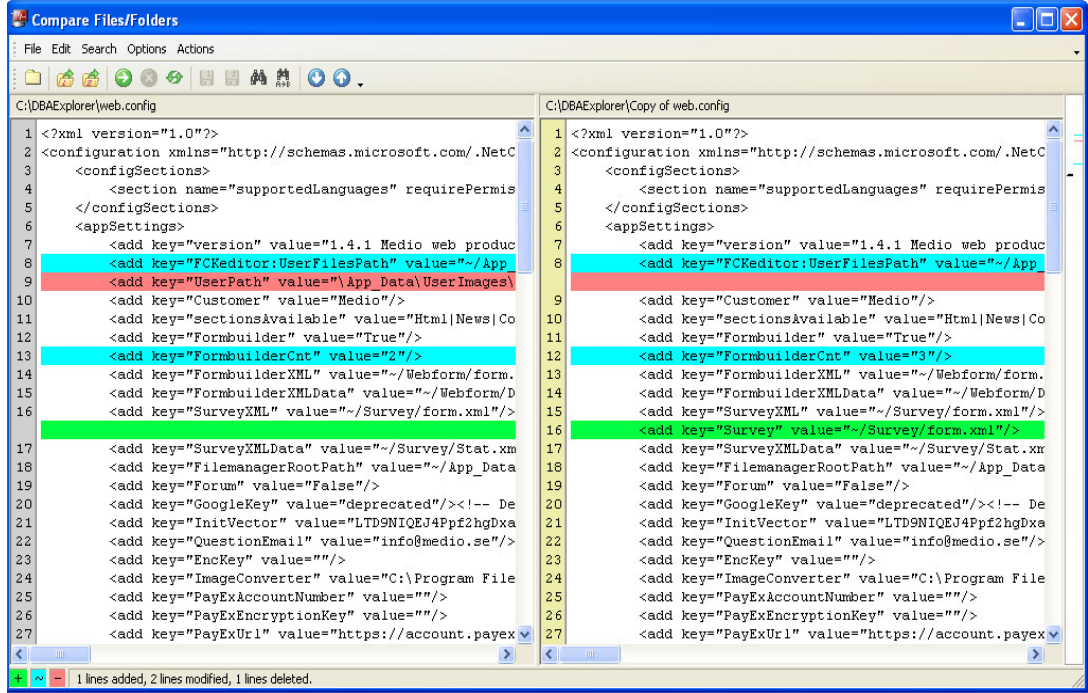 Compare Files/Folders
File Edit Search Options Actions
C:\DBAExplorer\web.config
1 <?xml version="1.0"?>
2 <configuration xmlns="http://schemas.microsoft.com/.NetC
3 <configSections>
4 <section name="supportedLanguages" requirePermis
5 </configSections>
6 <appSettings>
7 <add key="version" value="1.4.1 Medio web produc
8 <add key="FCKeditor:UserFilesPath" value="~/App_
9 <add key="UserPath" value="\App_Data\UserImages\
10 <add key="Customer" value="Medio"/>
11 <add key="sectionsAvailable" value="Html|News|Co
12 <add key="Formbuilder" value="True"/>
13 <add key="FormbuilderCnt" value="2"/>
14 <add key="FormbuilderXML" value="~/Webform/form.
15 <add key="FormbuilderXMLData" value="~/Webform/D
16 <add key="SurveyXML" value="~/Survey/form.xml"/>
17 <add key="SurveyXMLData" value="~/Survey/Stat.xm
18 <add key="FilemanagerRootPath" value="~/App_Data
19 <add key="Forum" value="False"/>
20 <add key="GoogleKey" value="deprecated"/><!-- De
21 <add key="InitVector" value="LTD9NIQEJ4Ppf2hgDxa
22 <add key="QuestionEmail" value="info@medio.se"/>
23 <add key="EncKey" value=""/>
24 <add key="ImageConverter" value="C:\Program File
25 <add key="PayExAccountNumber" value=""/>
26 <add key="PayExEncryptionKey" value=""/>
27 <add key="PayExUrl" value="https://account.payex
C:\DBAExplorer\Copy of web.config
1 <?xml version="1.0"?>
2 <configuration xmlns="http://schemas.microsoft.com/.NetC
3 <configSections>
4 <section name="supportedLanguages" requirePermis
5 </configSections>
6 <appSettings>
7 <add key="version" value="1.4.1 Medio web produc
8 <add key="FCKeditor:UserFilesPath" value="~/App_
9 <add key="Customer" value="Medio"/>
10 <add key="sectionsAvailable" value="Html|News|Co
11 <add key="Formbuilder" value="True"/>
12 <add key="FormbuilderCnt" value="3"/>
13 <add key="FormbuilderXML" value="~/Webform/form.
14 <add key="FormbuilderXMLData" value="~/Webform/D
15 <add key="SurveyXML" value="~/Survey/form.xml"/>
16 <add key="Survey" value="~/Survey/form.xml"/>
17 <add key="SurveyXMLData" value="~/Survey/Stat.xm
18 <add key="FilemanagerRootPath" value="~/App_Data
19 <add key="Forum" value="False"/>
20 <add key="GoogleKey" value="deprecated"/><!-- De
21 <add key="InitVector" value="LTD9NIQEJ4Ppf2hgDxa
22 <add key="QuestionEmail" value="info@medio.se"/>
23 <add key="EncKey" value=""/>
24 <add key="ImageConverter" value="C:\Program File
25 <add key="PayExAccountNumber" value=""/>
26 <add key="PayExEncryptionKey" value=""/>
27 <add key="PayExUrl" value="https://account.payex
+ ~ - 1 lines added, 2 lines modified, 1 lines deleted.